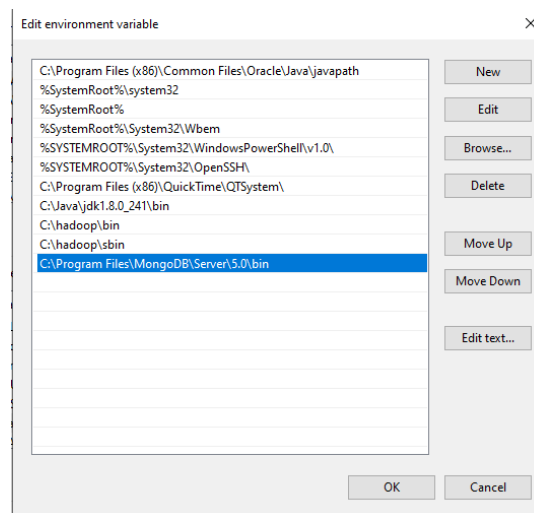 Edit environment variable
C:\Program Files (x86)\Common Files\Oracle\Java\javapath
%SystemRoot%\system32
%SystemRoot%
%SystemRoot%\System32\Wbem
%SYSTEMROOT%\System32\WindowsPowerShell\v1.0\
%SYSTEMROOT%\System32\OpenSSH\
C:\Program Files (x86)\QuickTime\QTSystem\
C:\Java\jdk1.8.0_241\bin
C:\hadoop\bin
C:\hadoop\sbin
C:\Program Files\MongoDB\Server\5.0\bin
New
Edit
Browse...
Delete
Move Up
Move Down
Edit text...
OK
Cancel